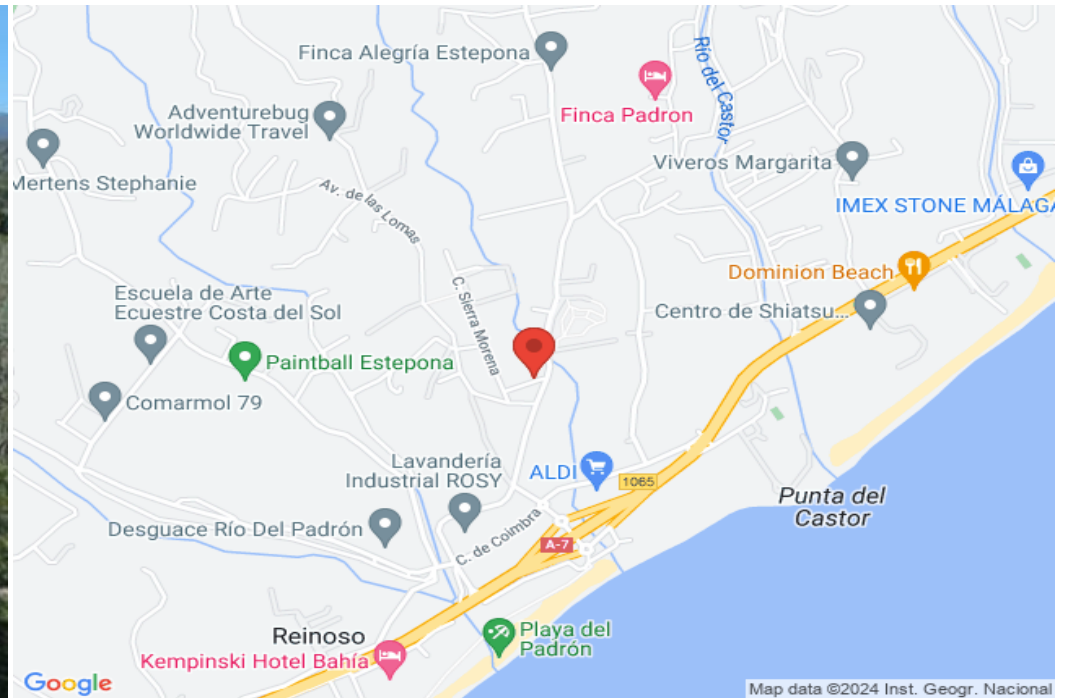 Finca Alegría Estepona
Río del Castor
Finca Padron
Adventurebug
Worldwide Travel
Viveros Margarita
Mertens Stephanie
IMEX STONE MÁLAGA
Av. de las Lomas
Dominion Beach
C. Sierra Morena
Escuela de Arte
Ecuestre Costa del Sol
Centro de Shiatsu...
Paintball Estepona
Comarmol 79
Lavandería
Industrial ROSY
ALDI
1065
Punta del
Castor
Desguace Río Del Padrón
C. de Coimbra
A-7
Reinoso
Playa del
Padrón
Kempinski Hotel Bahía
Google
Map data ©2024 Inst. Geogr. Nacional